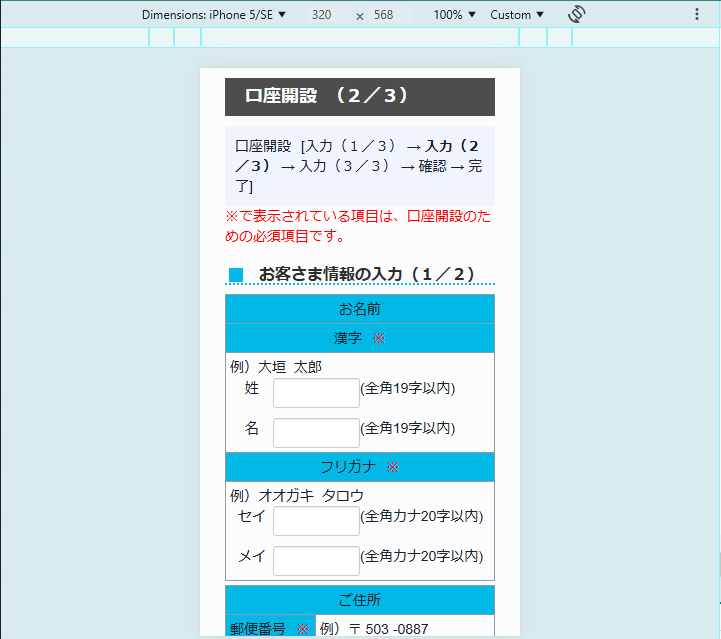 Dimensions: iPhone 5/SE ▼ 320 × 568 100% ▼ Custom ▼
口座開設 （２／３）
口座開設 [入力（１／３） → 入力（２
／３） → 入力（３／３） → 確認 → 完
了]
※で表示されている項目は、口座開設のた
めの必須項目です。
お客さま情報の入力（１／２）
お名前
漢字 ※
例）大垣 太郎
姓 (全角19字以内)
名 (全角19字以内)
フリガナ ※
例）オオガキ タロウ
セイ (全角カナ20字以内)
メイ (全角カナ20字以内)
ご住所
郵便番号 ※ 例）〒 503 -0887